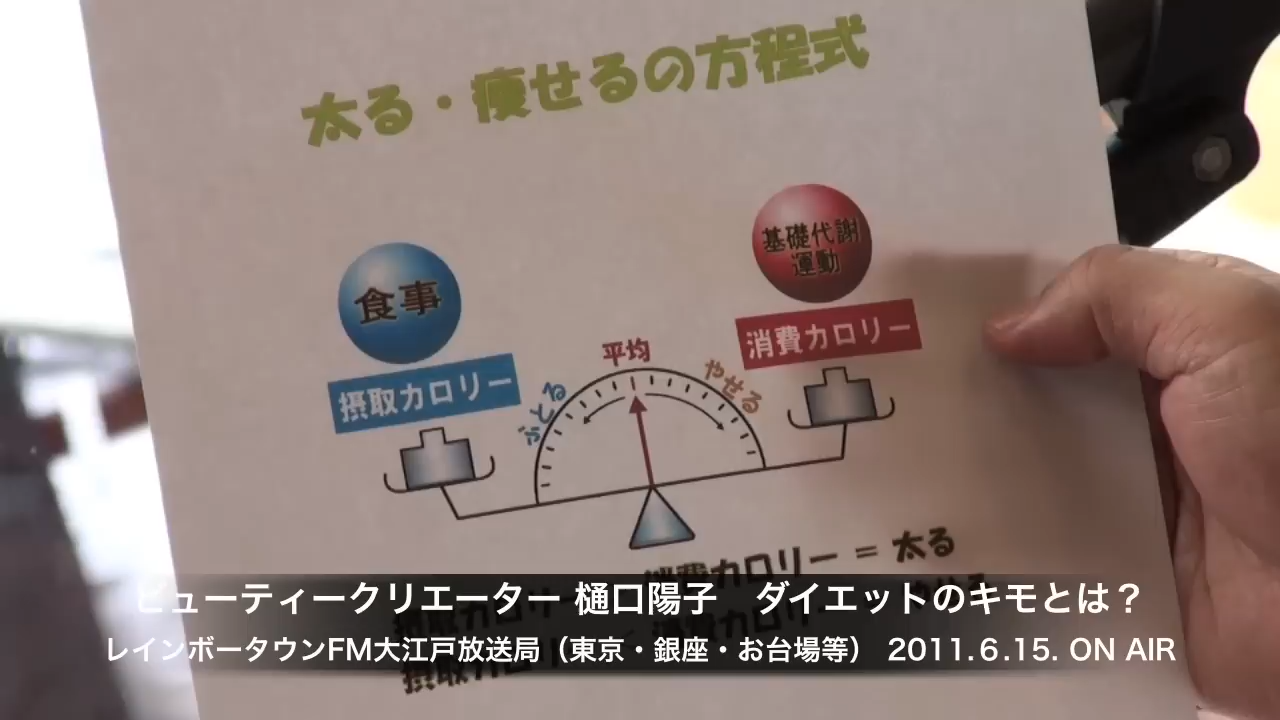 太る・痩せるの方程式
基礎代謝
運動
食事
消費カロリー
摂取カロリー
平均
ふとる
やせる
消費カロリー = 太る
ビューティークリエーター 樋口陽子 ダイエットのキモとは？
レインボータウンFM大江戸放送局（東京・銀座・お台場等） 2011.6.15. ON AIR